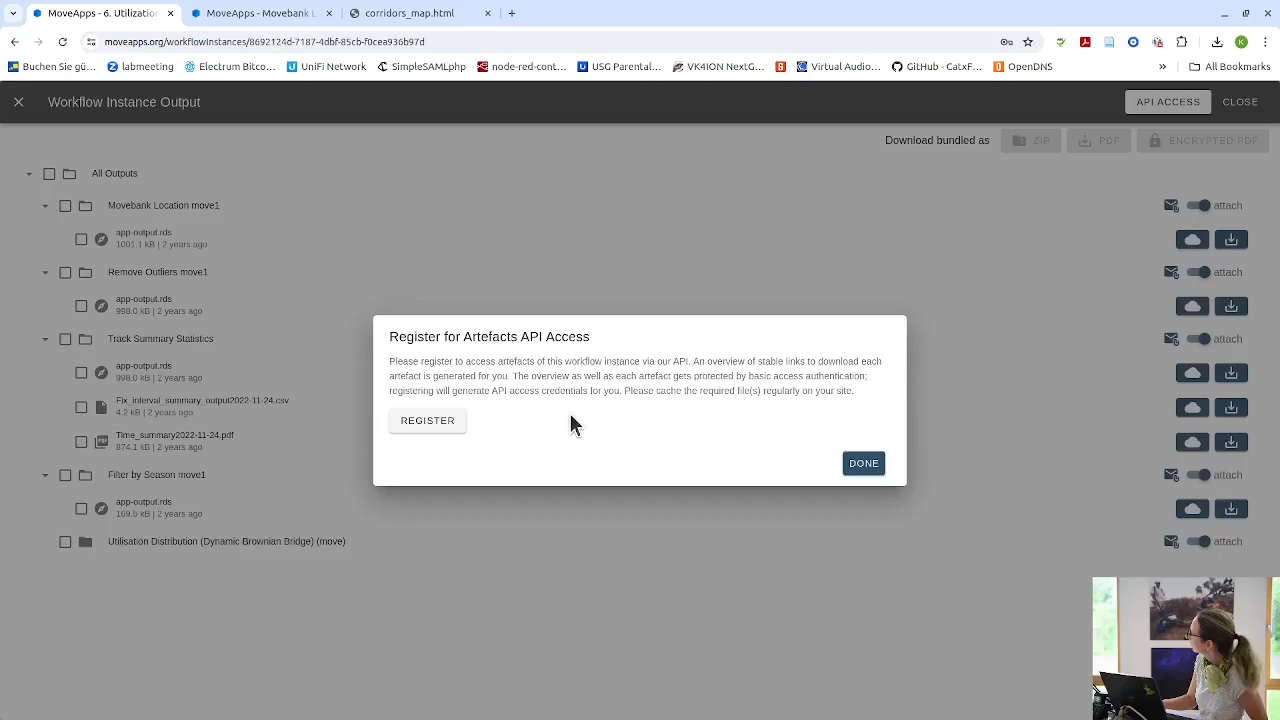 MoveApps - 6. Utilization
MoveApps - Movebank L
corridors_map.html
moveapps.org/workflowInstances/8692124d-7187-4dbf-85cb-f0cea936b97d
K
Buchen Sie gü...
labmeeting
Electrum Bitco...
UniFi Network
SimpleSAMLphp
node-red-cont...
USG Parental...
VK4ION NextG...
Virtual Audio...
GitHub - CatxF...
OpenDNS
All Bookmarks
Workflow Instance Output
API ACCESS
CLOSE
Download bundled as
ZIP
PDF
ENCRYPTED PDF
All Outputs
Movebank Location move1
attach
app-output.rds
1001.1 kB | 2 years ago
Remove Outliers move1
attach
app-output.rds
998.0 kB | 2 years ago
Track Summary Statistics
attach
app-output.rds
998.0 kB | 2 years ago
Fix_interval_summary_output2022-11-24.csv
4.2 kB | 2 years ago
Time_summary2022-11-24.pdf
874.1 kB | 2 years ago
Filter by Season move1
attach
app-output.rds
169.5 kB | 2 years ago
Utilisation Distribution (Dynamic Brownian Bridge) (move)
attach
Register for Artefacts API Access
Please register to access artefacts of this workflow instance via our API. An overview of stable links to download each
artefact is generated for you. The overview as well as each artefact gets protected by basic access authentication;
registering will generate API access credentials for you. Please cache the required file(s) regularly on your site.
REGISTER
DONE